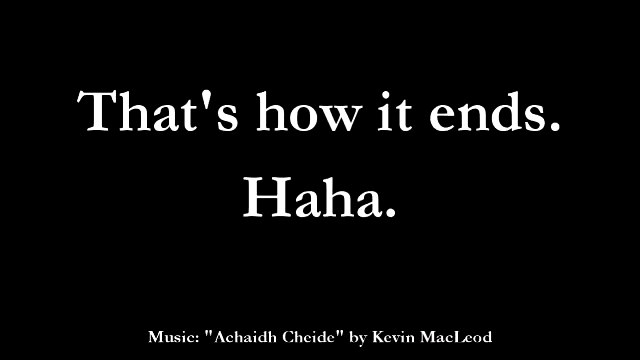 That's how it ends.
Haha.
Music: "Achaidh Cheide" by Kevin MacLeod